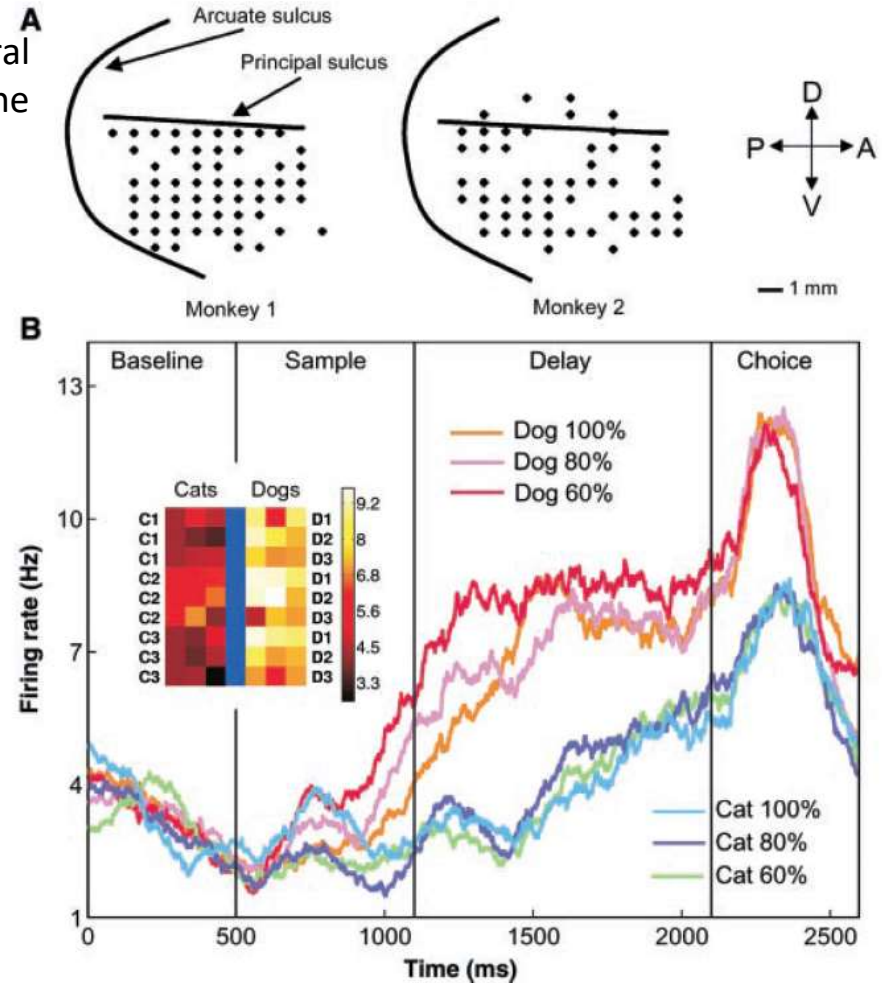 A
Arcuate sulcus
ral
Principal sulcus
ne
D
P A
V
1 mm
Monkey 1
Monkey 2
B
Baseline Sample Delay Choice
13
Dog 100%
Dog 80%
Dog 60%
Cats Dogs
C1 D1 9.2
C1 D2 8
C1 D3
C2 D1 6.8
C2 D2
C2 D3 5.6
C3 D1
C3 D2 4.5
C3 D3 3.3
10
7
4
1
Firing rate (Hz)
Cat 100%
Cat 80%
Cat 60%
0 500 1000 1500 2000 2500
Time (ms)